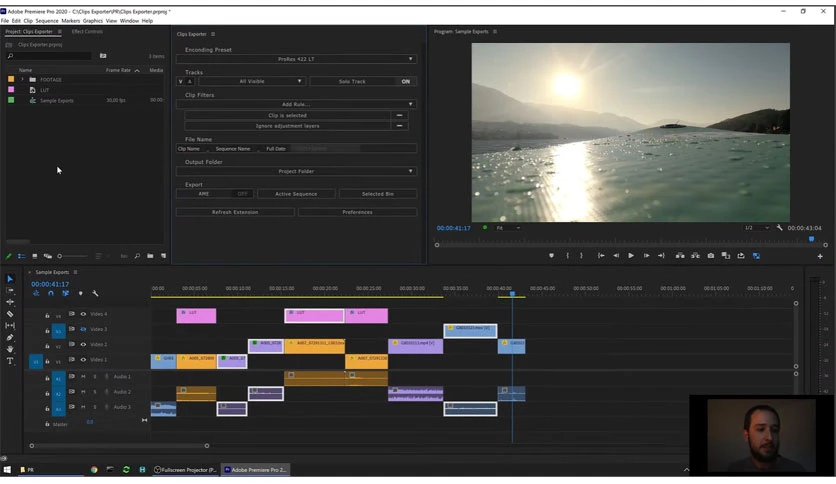 Adobe Premiere Pro 2020 - C:\Clips Exporter\PR\Clips Exporter.prproj *
File Edit Clip Sequence Markers Graphics View Window Help
Project: Clips Exporter
Effect Controls
Clips Exporter.prproj
3 Items
Name Frame Rate Media
FOOTAGE
LUT
Sample Exports 30,00 fps 00:00
Clips Exporter
Enconding Preset
ProRes 422 LT
Tracks
V A All Visible Solo Track ON
Clip Filters
Add Rule...
Clip is selected
Ignore adjustment layers
File Name
Clip Name _ Sequence Name _ Full Date
Output Folder
Project Folder
Export
AME OFF Active Sequence Selected Bin
Refresh Extension Preferences
Program: Sample Exports
00:00:41:17 Fit 1/2 00:00:43:04
Sample Exports
00:00:41:17
00:00 00:00:05:00 00:00:10:00 00:00:15:00 00:00:20:00 00:00:25:00 00:00:30:00 00:00:35:00 00:00:40:00 00:00:45:00 00:00:50:00 00:00:55:00 00:01:00:00 00:01:05:00 00:01:10:00
V4 Video 4 LUT LUT LUT
V3 Video 3
V2 Video 2
V1 V1 Video 1
A1 M S Audio 1
A2 M S Audio 2
A3 M S Audio 3
Master 0,0
PR
Fullscreen Projector (P...
Adobe Premiere Pro 2...